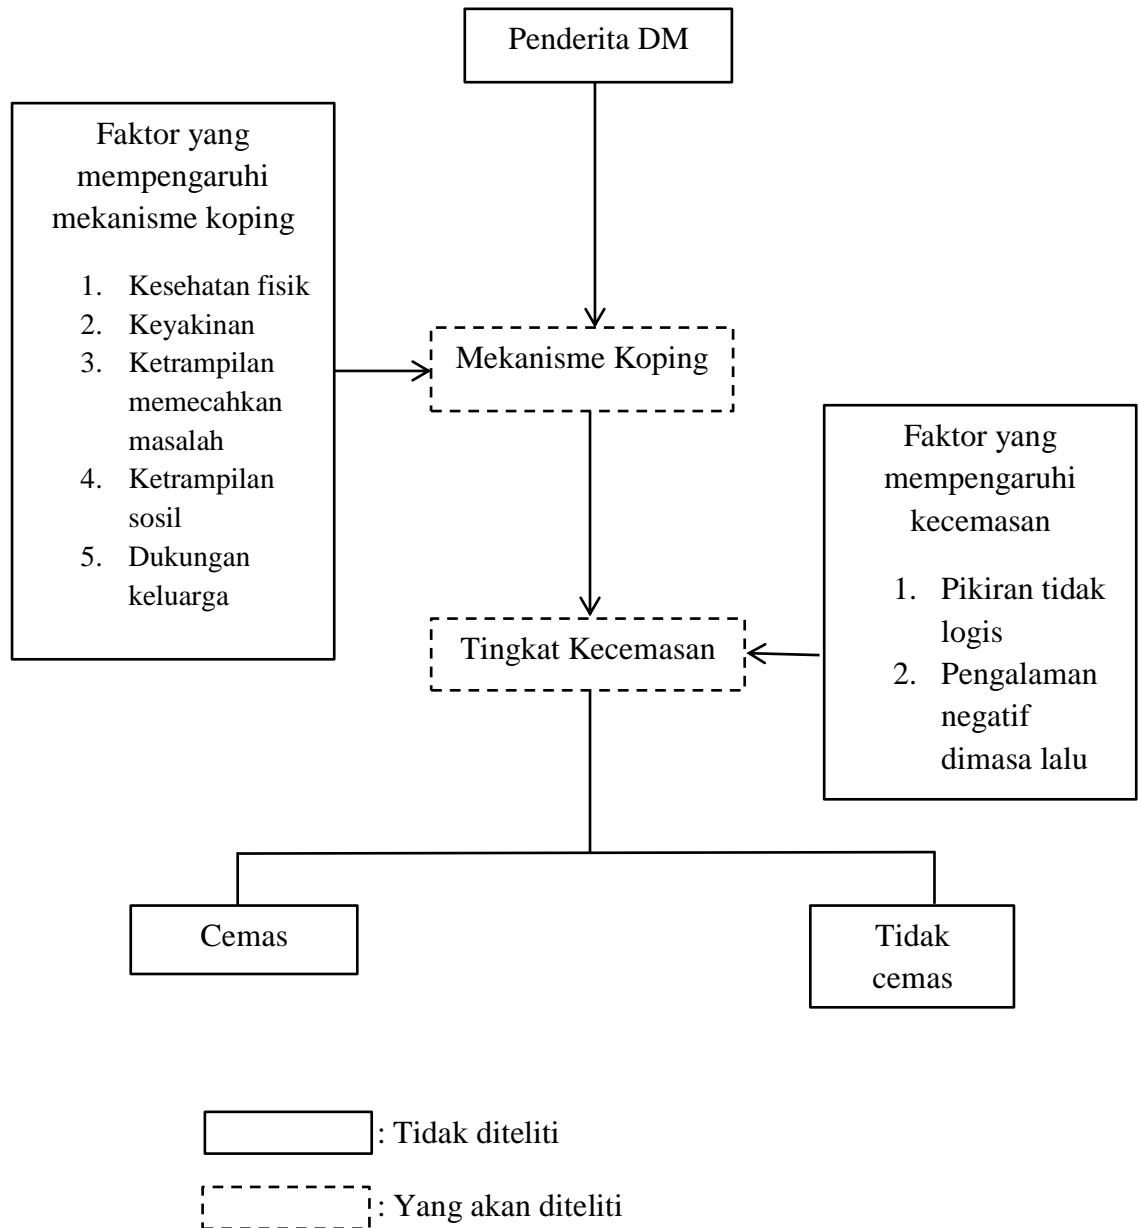 Penderita DM
Faktor yang
mempengaruhi
mekanisme koping
1. Kesehatan fisik
2. Keyakinan
3. Ketrampilan
memecahkan
masalah
4. Ketrampilan
sosil
5. Dukungan
keluarga
Mekanisme Koping
Faktor yang
mempengaruhi
kecemasan
1. Pikiran tidak
logis
2. Pengalaman
negatif
dimasa lalu
Tingkat Kecemasan
Cemas
Tidak
cemas
: Tidak diteliti
: Yang akan diteliti